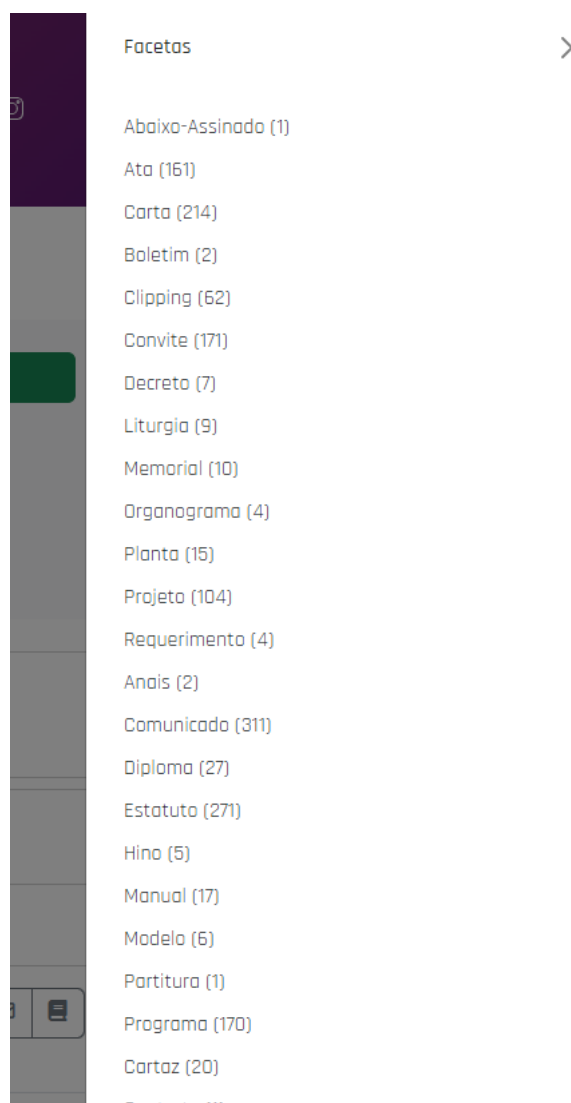 Facetas
Abaixo-Assinado (1)
Ata (161)
Carta (214)
Boletim (2)
Clipping (62)
Convite (171)
Decreto (7)
Liturgia (9)
Memorial (10)
Organograma (4)
Planta (15)
Projeto (104)
Requerimento (4)
Anais (2)
Comunicado (311)
Diploma (27)
Estatuto (271)
Hino (5)
Manual (17)
Modelo (6)
Partitura (1)
Programa (170)
Cartaz (20)